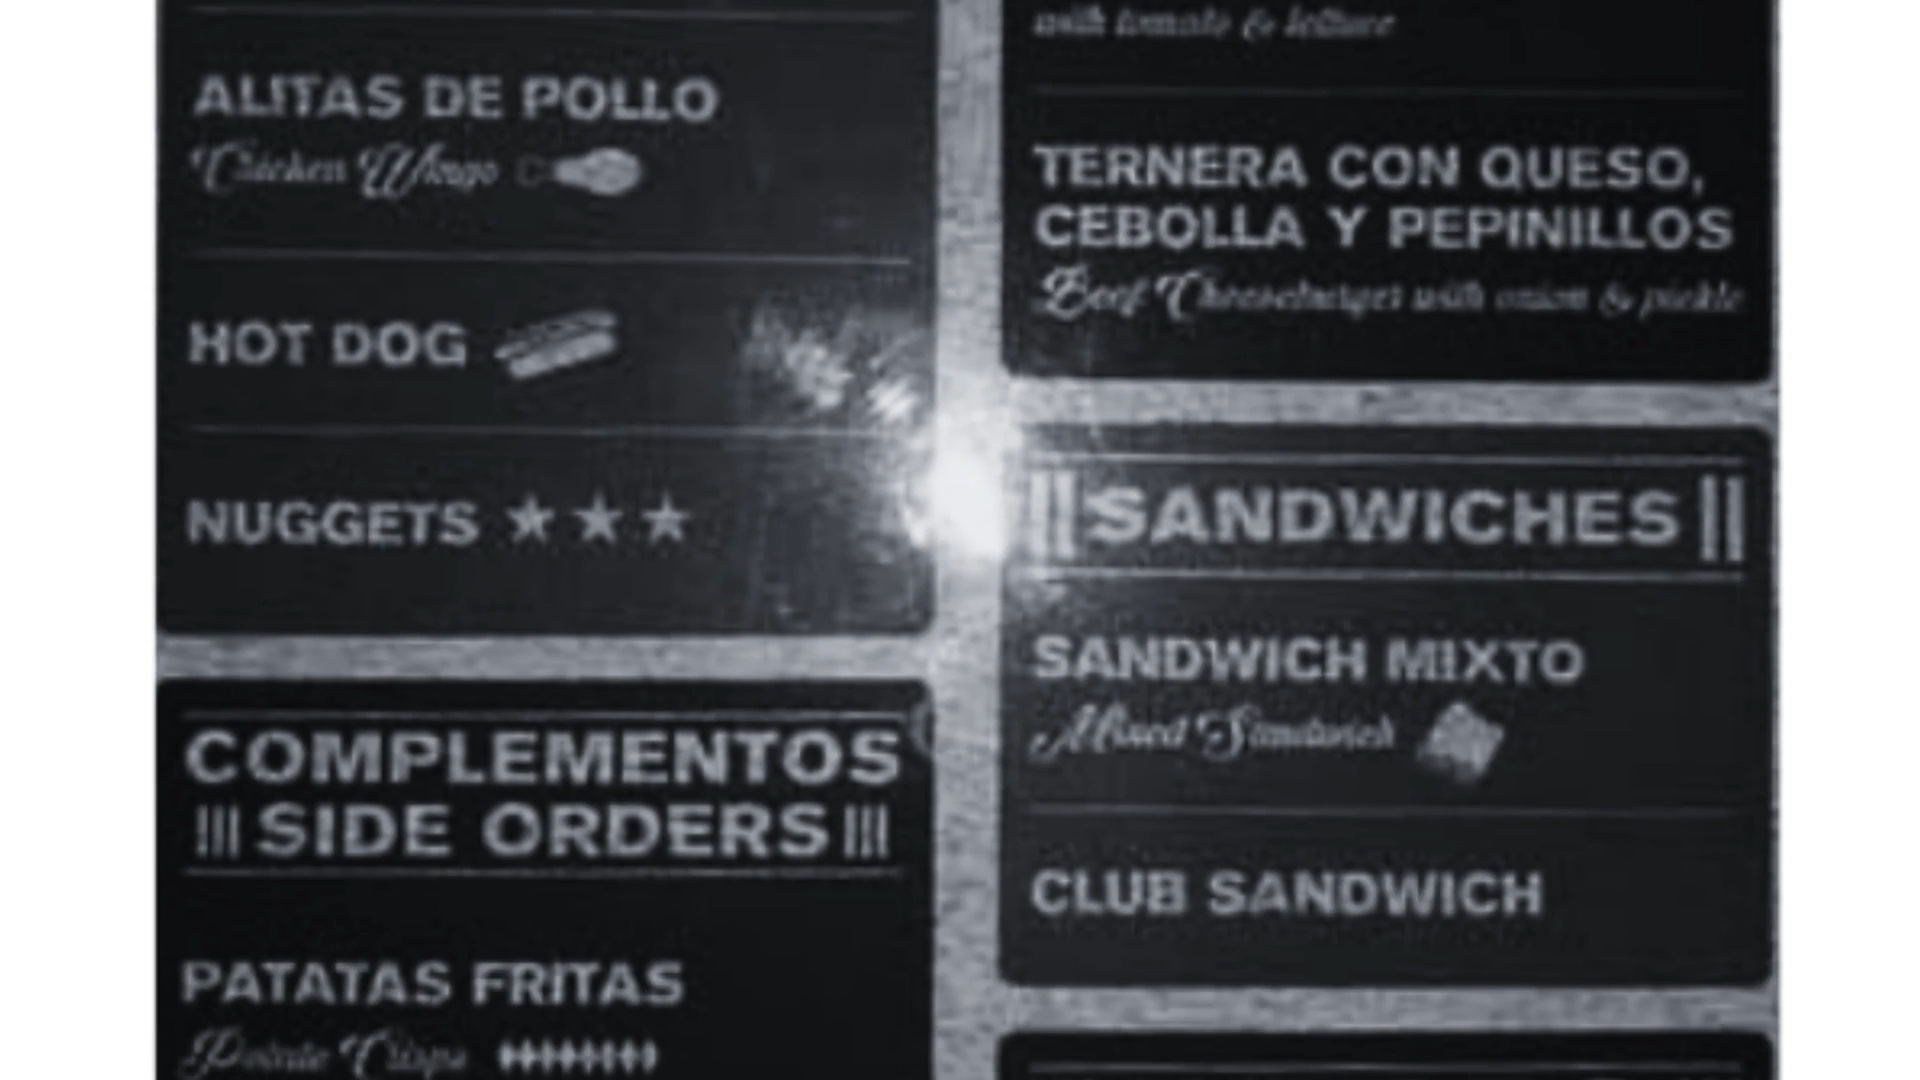 ALITAS DE POLLO
Chicken Wings
HOT DOG
NUGGETS
COMPLEMENTOS
SIDE ORDERS
PATATAS FRITAS
Potato Crisps
with tomato & lettuce
TERNERA CON QUESO,
CEBOLLA Y PEPINILLOS
Beef Cheeseburger with onion & pickle
SANDWICHES
SANDWICH MIXTO
Mixed Sandwich
CLUB SANDWICH